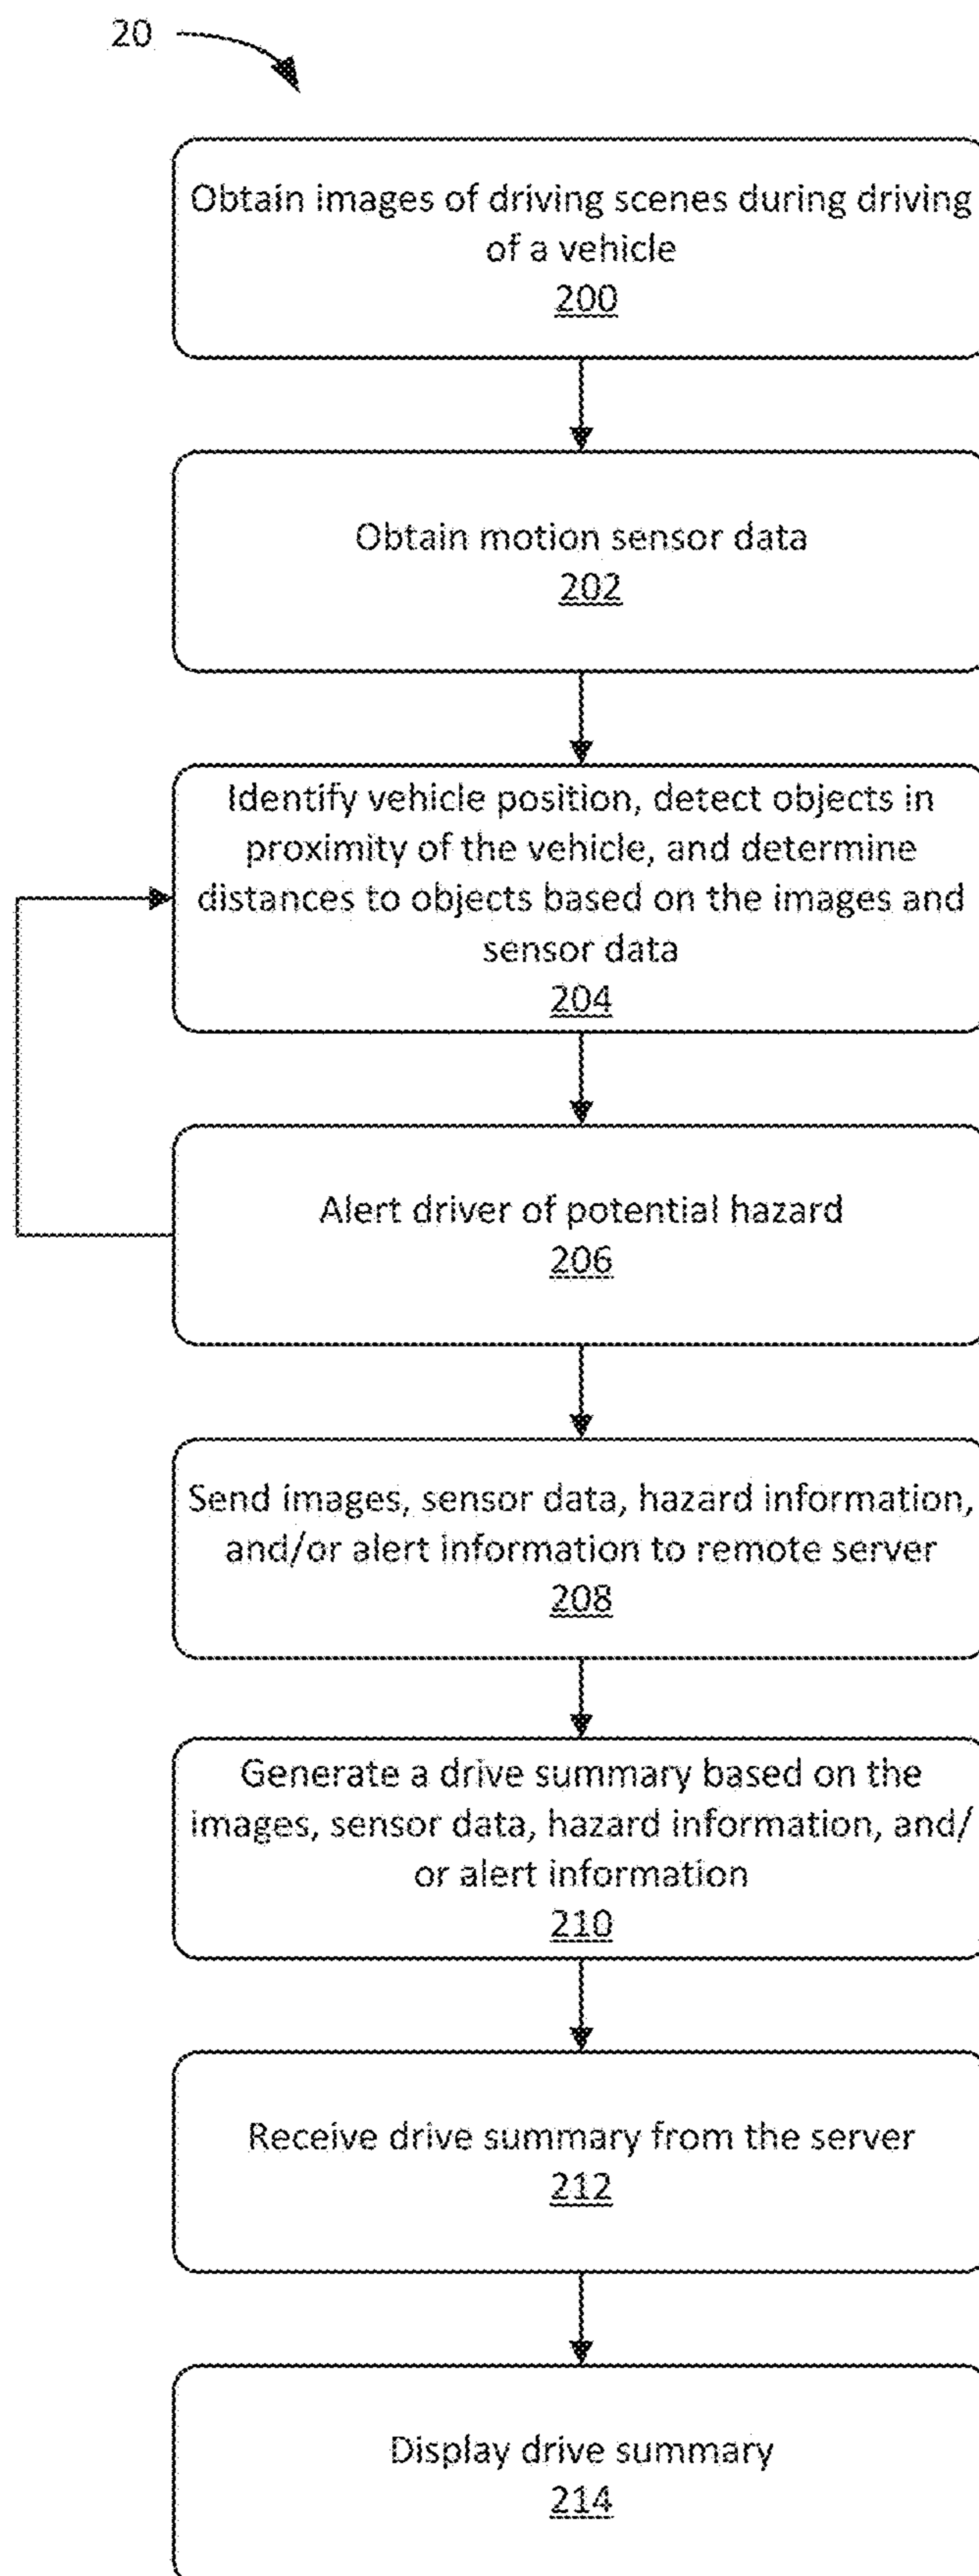 20
Obtain images of driving scenes during driving
of a vehicle
200
Obtain motion sensor data
202
Identify vehicle position, detect objects in
proximity of the vehicle, and determine
distances to objects based on the images and
sensor data
204
Alert driver of potential hazard
206
Send images, sensor data, hazard information,
and/or alert information to remote server
208
Generate a drive summary based on the
images, sensor data, hazard information, and/
or alert information
210
Receive drive summary from the server
212
Display drive summary
214